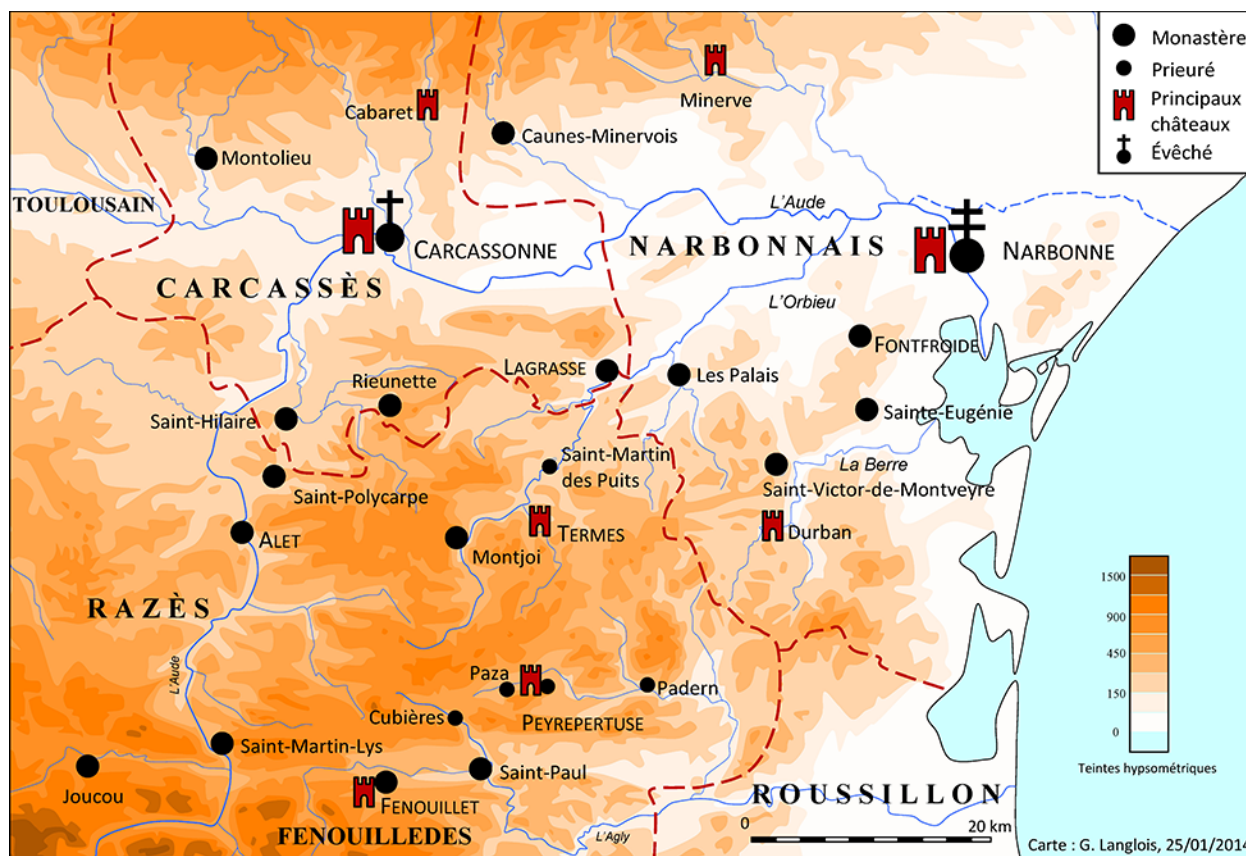 Monastère
Prieuré
Principaux
châteaux
Évêché
Minerve
Cabaret
Caunes-Minervois
Montolieu
TOULOUSAIN
L'Aude
CARCASSONNE
NARBONNAIS
NARBONNE
CARCASSÈS
L'Orbieu
FONTFROIDE
LAGRASSE
Les Palais
Rieunette
Saint-Hilaire
Sainte-Eugénie
Saint-Martin
des Puits
La Berre
Saint-Polycarpe
Saint-Victor-de-Montveyre
ALET
TERMES
Durban
Montjoi
RAZÈS
1500
900
450
150
0
Teintes hypsométriques
L'Aude
Paza
Padern
Cubières
PEYREPERTUSE
Saint-Martin-Lys
Saint-Paul
Joucou
FENOUILLET
ROUSSILLON
FENOUILLEDES
L'Agly
0 20 km
Carte : G. Langlois, 25/01/2014